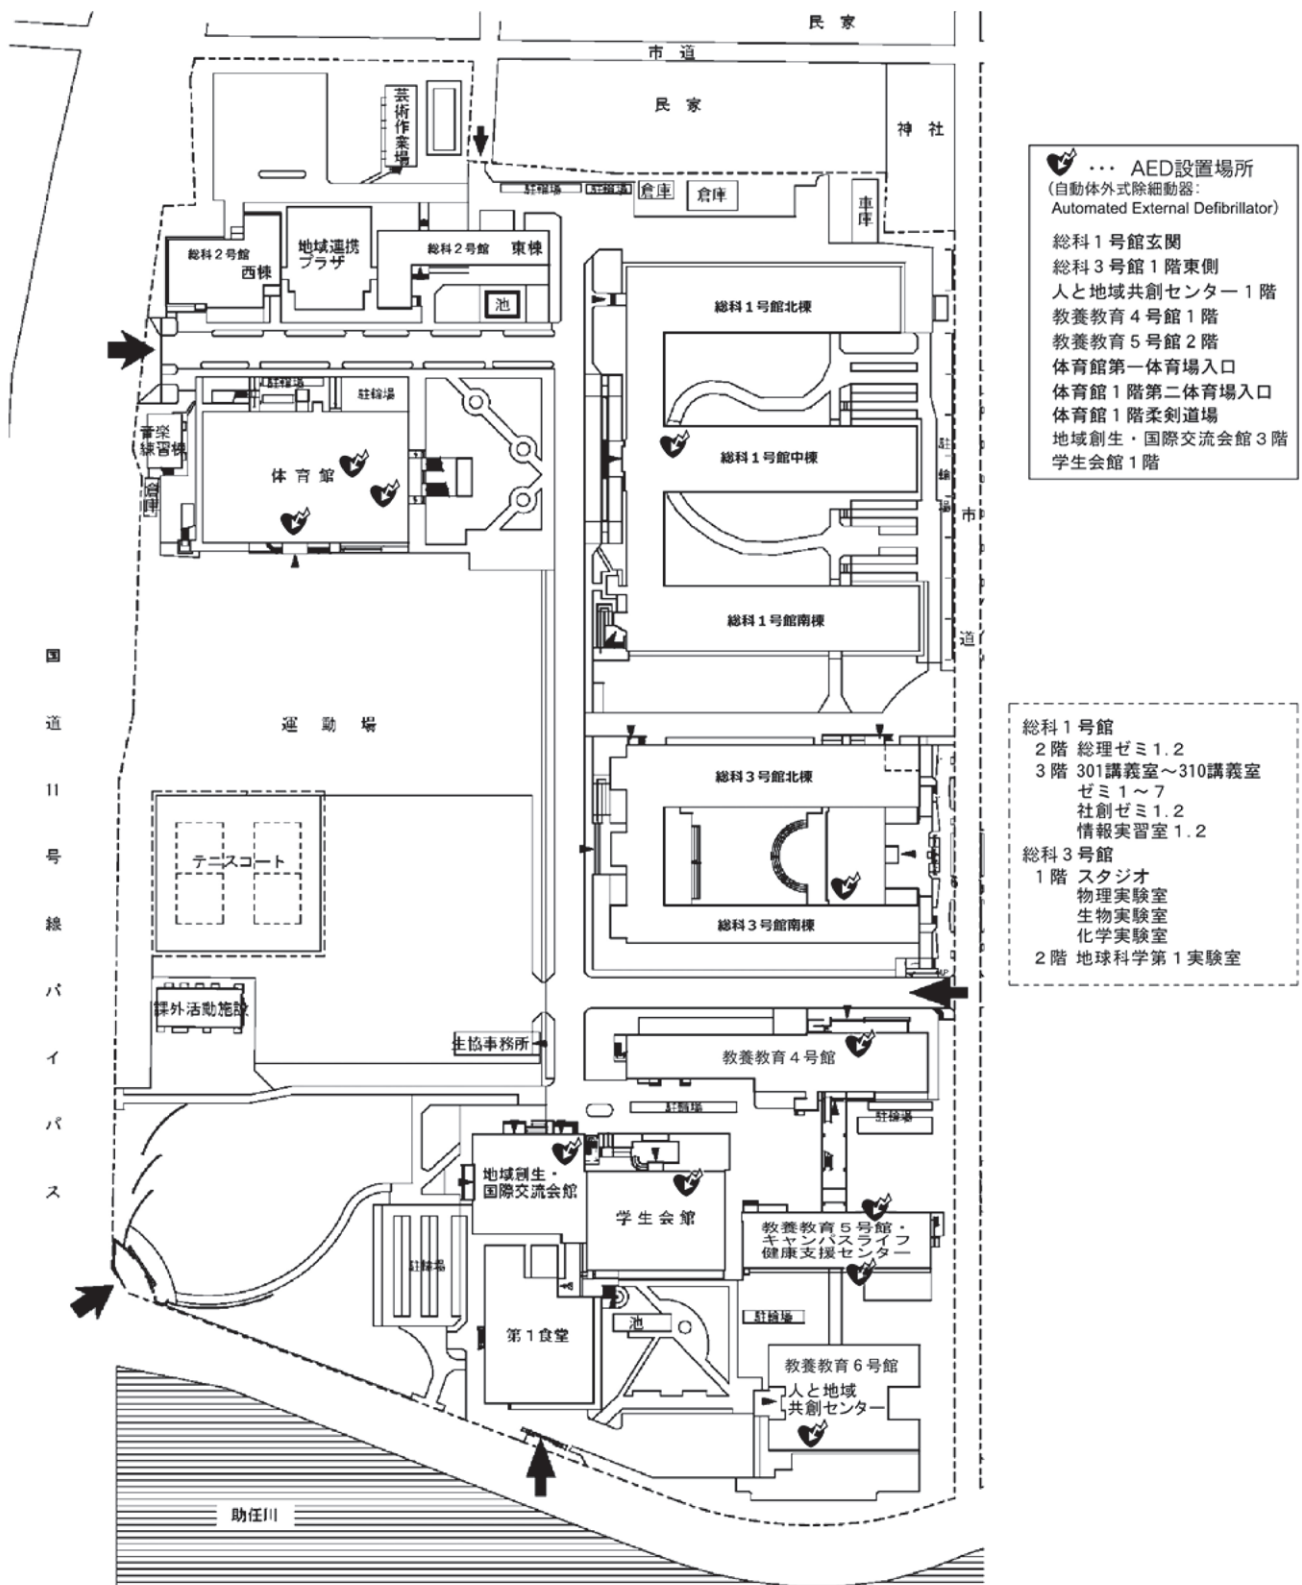 民家
市道
民家
神社
芸術作業場
駐輪場
駐輪場
倉庫
倉庫
車庫
総科２号館
西棟
地域連携
プラザ
総科２号館 東棟
池
総科１号館北棟
駐輪場
駐輪場
音楽
練習棟
倉庫
体育館
総科１号館中棟
駐輪場
市道
総科１号館南棟
国道11号線バイパス
運動場
総科３号館北棟
テニスコート
総科３号館南棟
課外活動施設
生協事務所
教養教育４号館
駐輪場
駐輪場
地域創生・
国際交流会館
学生会館
教養教育５号館・
キャンパスライフ
健康支援センター
駐輪場
第１食堂
池
駐輪場
教養教育６号館
人と地域
共創センター
助任川
… AED設置場所
(自動体外式除細動器：
Automated External Defibrillator)
総科１号館玄関
総科３号館１階東側
人と地域共創センター１階
教養教育４号館１階
教養教育５号館２階
体育館第一体育場入口
体育館１階第二体育場入口
体育館１階柔剣道場
地域創生・国際交流会館３階
学生会館１階
総科１号館
２階 総理ゼミ1.2
３階 301講義室～310講義室
ゼミ１～７
社創ゼミ1.2
情報実習室1.2
総科３号館
１階 スタジオ
物理実験室
生物実験室
化学実験室
２階 地球科学第１実験室